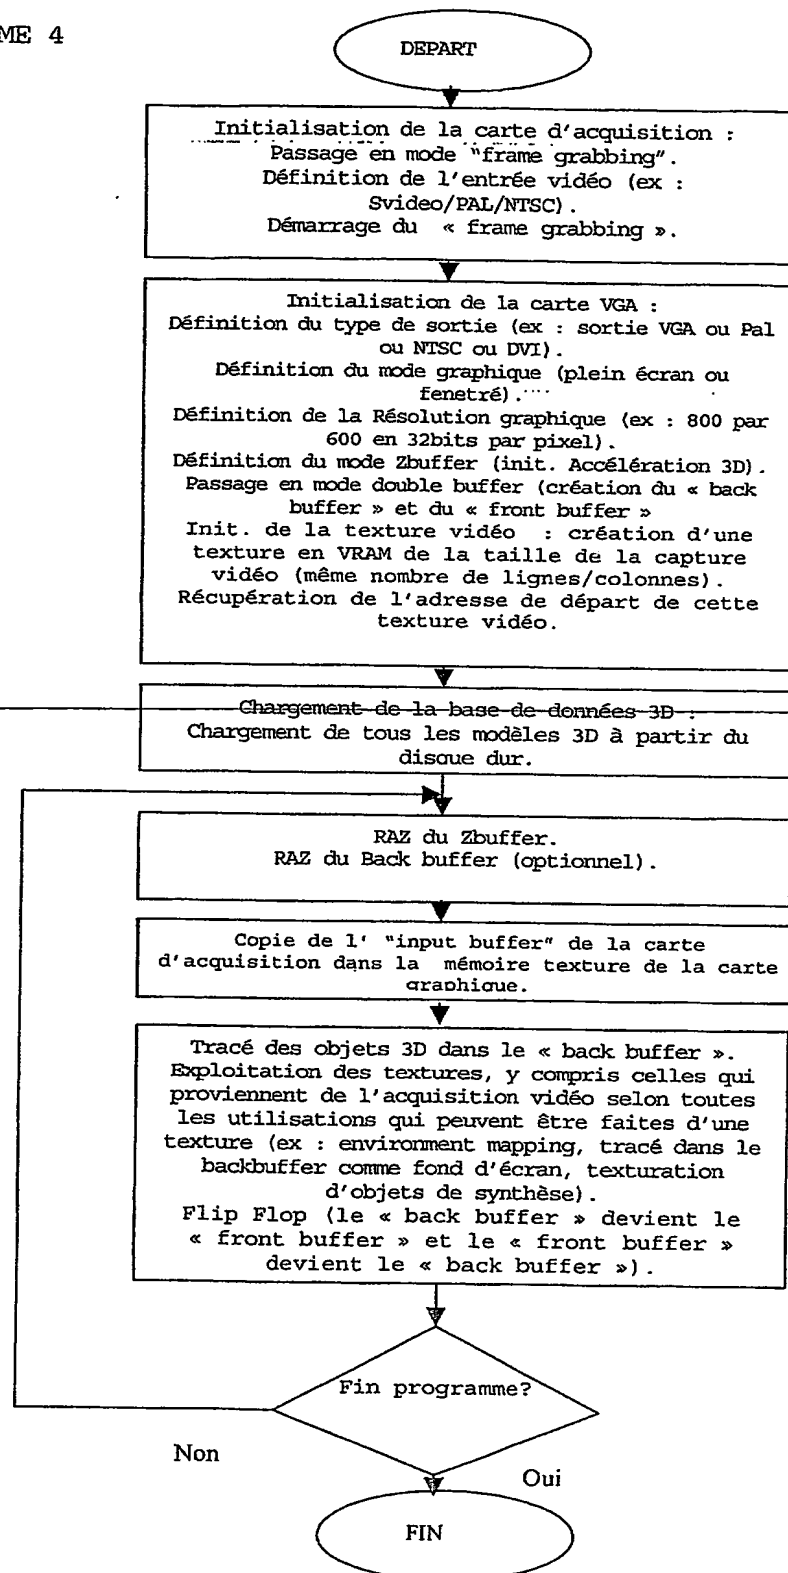 ME 4
DEPART
Initialisation de la carte d'acquisition :
Passage en mode "frame grabbing".
Définition de l'entrée vidéo (ex :
Svideo/PAL/NTSC).
Démarrage du « frame grabbing ».
Initialisation de la carte VGA :
Définition du type de sortie (ex : sortie VGA ou Pal
ou NTSC ou DVI).
Définition du mode graphique (plein écran ou
fenetré).
Définition de la Résolution graphique (ex : 800 par
600 en 32bits par pixel).
Définition du mode Zbuffer (init. Accélération 3D).
Passage en mode double buffer (création du « back
buffer » et du « front buffer »
Init. de la texture vidéo : création d'une
texture en VRAM de la taille de la capture
vidéo (même nombre de lignes/colonnes).
Récupération de l'adresse de départ de cette
texture vidéo.
Chargement de la base de données 3D :
Chargement de tous les modèles 3D à partir du
disque dur.
RAZ du Zbuffer.
RAZ du Back buffer (optionnel).
Copie de l' "input buffer" de la carte
d'acquisition dans la mémoire texture de la carte
graphique.
Tracé des objets 3D dans le « back buffer ».
Exploitation des textures, y compris celles qui
proviennent de l'acquisition vidéo selon toutes
les utilisations qui peuvent être faites d'une
texture (ex : environment mapping, tracé dans le
backbuffer comme fond d'écran, texturation
d'objets de synthèse).
Flip Flop (le « back buffer » devient le
« front buffer » et le « front buffer »
devient le « back buffer »).
Fin programme?
Non
Oui
FIN